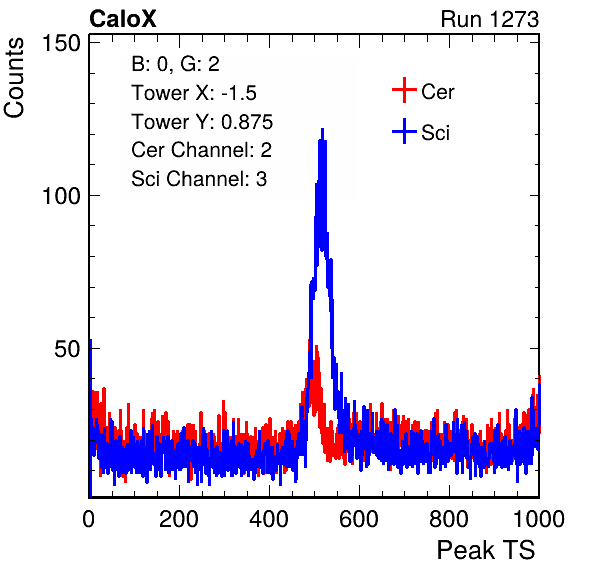 CaloX Run 1273
Counts
150
B: 0, G: 2
Tower X: -1.5
Tower Y: 0.875
Cer Channel: 2
Sci Channel: 3
Cer
Sci
100
50
0 200 400 600 800 1000
Peak TS